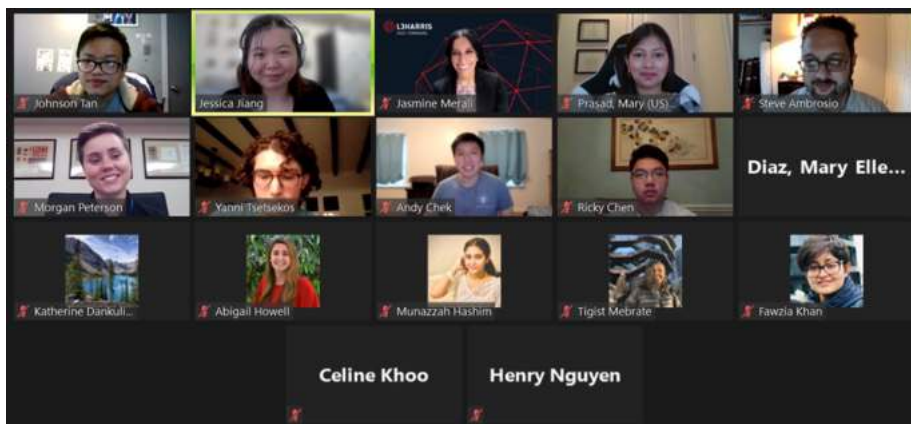 Johnson Tan
Jessica Jiang
L3HARRIS
Jasmine Merali
Prasad, Mary (US)...
Steve Ambrosio
Morgan Peterson
Yanni Tsetsekos
Andy Chek
Ricky Chen
Diaz, Mary Elle...
Katherine Dankuli...
Abigail Howell
Munazzah Hashim
Tigist Mebrate
Fawzia Khan
Celine Khoo
Henry Nguyen